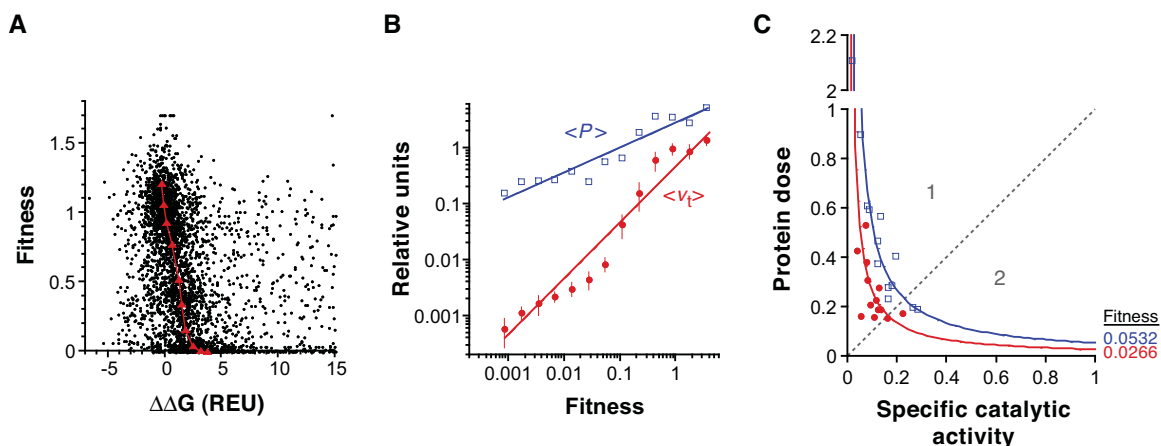 A
Fitness
1.5
1
0.5
0
-5
0
5
10
15
ΔΔG (REU)
B
Relative units
1
0.1
0.01
0.001
<P>
<vt>
0.001
0.01
0.1
1
Fitness
C
Protein dose
2.2
2
1
0.8
0.6
0.4
0.2
0
1
2
0
0.2
0.4
0.6
0.8
1
Fitness
0.0532
0.0266
Specific catalytic
activity